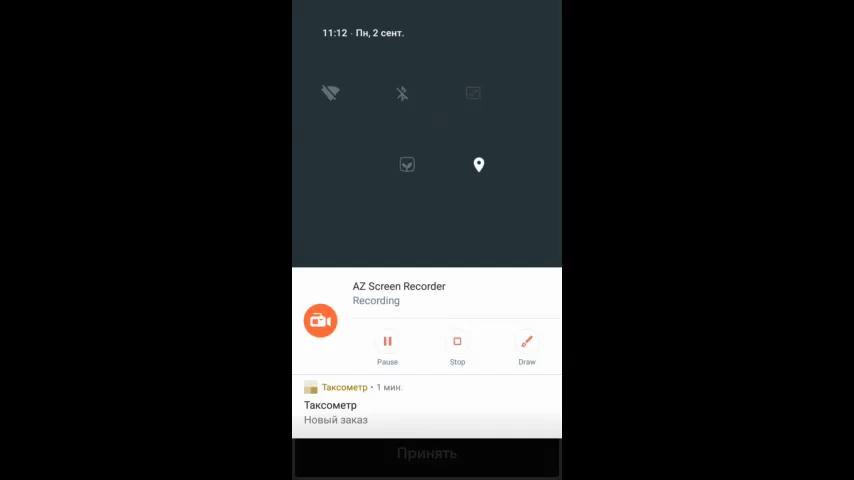 11:12 · Пн, 2 сент.
AZ Screen Recorder
Recording
Pause
Stop
Draw
Таксометр • 1 мин.
Таксометр
Новый заказ
Принять